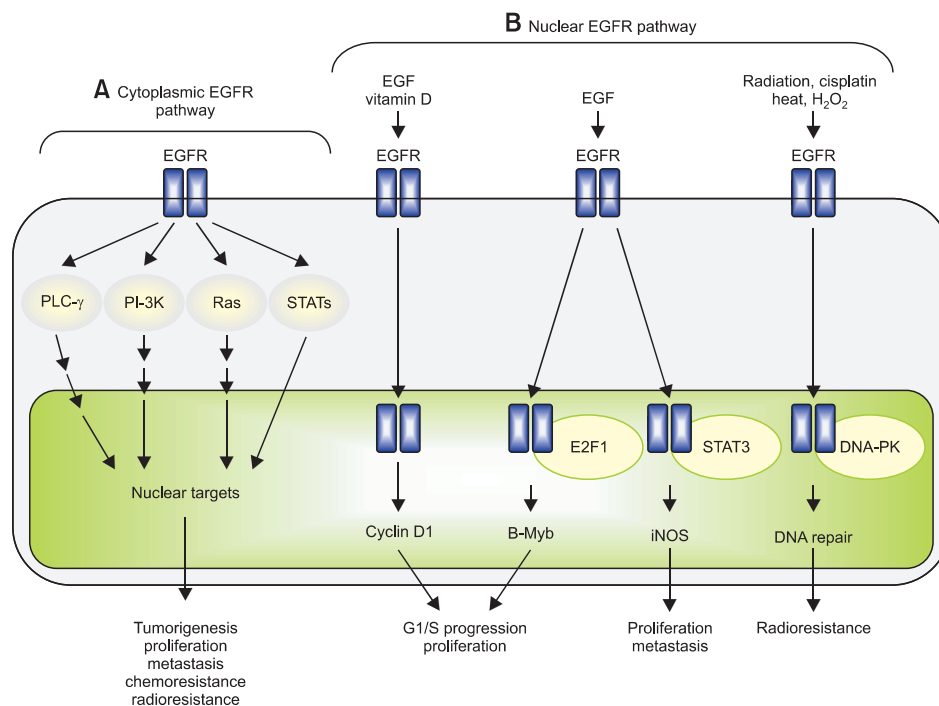 B Nuclear EGFR pathway
A Cytoplasmic EGFR
pathway
EGF
vitamin D
EGF
Radiation, cisplatin
heat, H₂O₂
EGFR
EGFR
EGFR
EGFR
PLC-γ
PI-3K
Ras
STATs
E2F1
STAT3
DNA-PK
Nuclear targets
Cyclin D1
B-Myb
iNOS
DNA repair
Tumorigenesis
proliferation
metastasis
chemoresistance
radioresistance
G1/S progression
proliferation
Proliferation
metastasis
Radioresistance